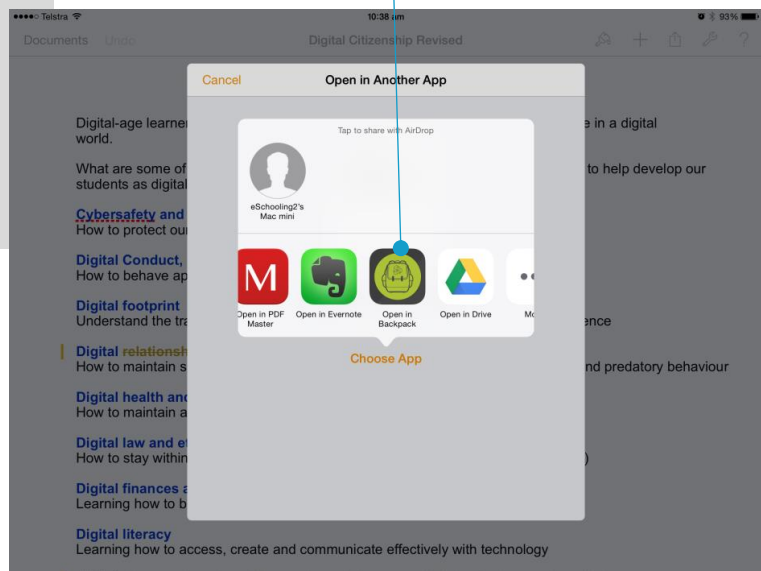 Telstra 10:38 am 93%
Documents Undo Digital Citizenship Revised ?
Cancel Open in Another App
Tap to share with AirDrop
eSchooling2's
Mac mini
Open in PDF
Master
Open in Evernote
Open in
Backpack
Open in Drive
Mo
Choose App
Digital-age learner e in a digital
world.
What are some of to help develop our
students as digital
Cybersafety and
How to protect our
Digital Conduct,
How to behave ap
Digital footprint
Understand the tra ence
Digital relationsh
How to maintain s nd predatory behaviour
Digital health and
How to maintain a
Digital law and et
How to stay within )
Digital finances a
Learning how to b
Digital literacy
Learning how to access, create and communicate effectively with technology